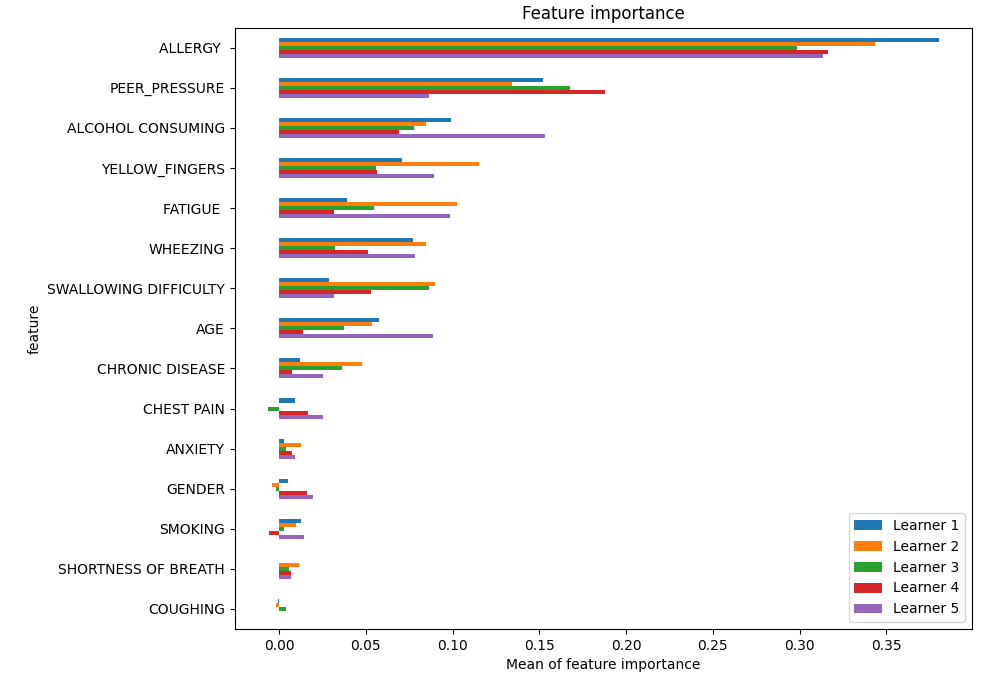 Feature importance
ALLERGY
PEER_PRESSURE
ALCOHOL CONSUMING
YELLOW_FINGERS
FATIGUE
WHEEZING
SWALLOWING DIFFICULTY
AGE
CHRONIC DISEASE
CHEST PAIN
ANXIETY
GENDER
SMOKING
SHORTNESS OF BREATH
COUGHING
feature
Learner 1
Learner 2
Learner 3
Learner 4
Learner 5
0.00 0.05 0.10 0.15 0.20 0.25 0.30 0.35
Mean of feature importance